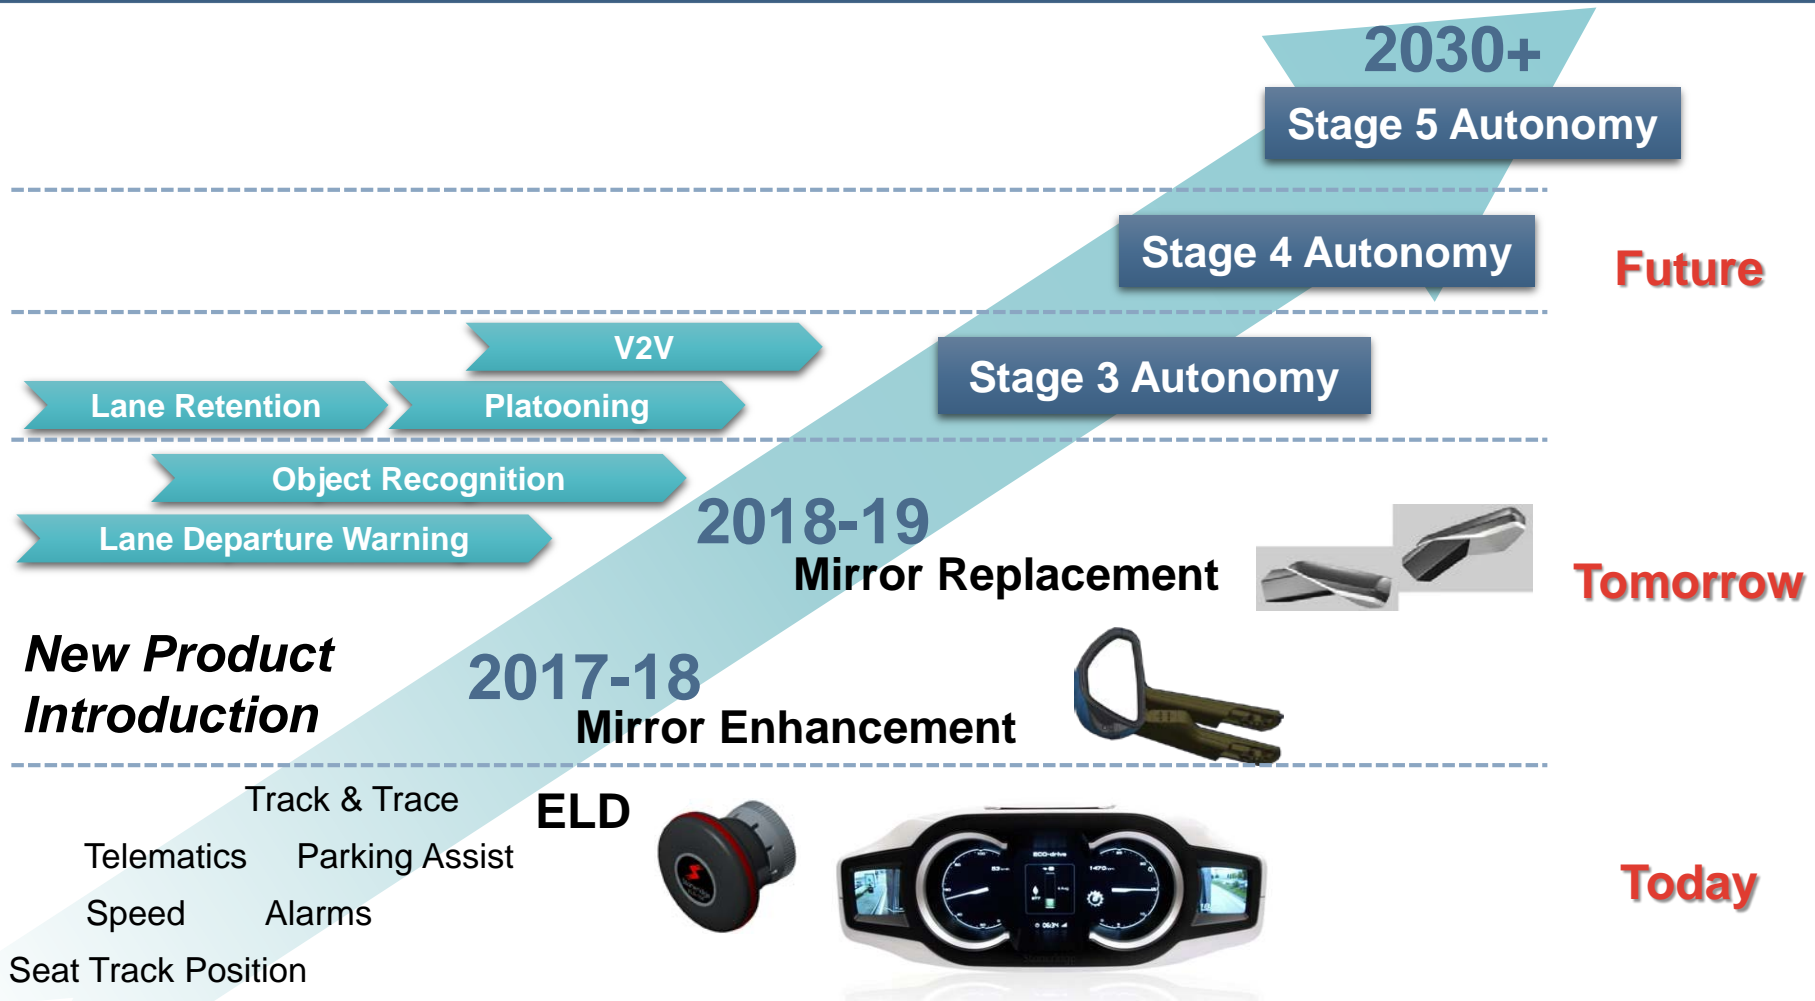 2030+
Stage 5 Autonomy
Stage 4 Autonomy
Future
V2V
Lane Retention
Platooning
Stage 3 Autonomy
Object Recognition
Lane Departure Warning
2018-19
Mirror Replacement
Tomorrow
New Product
Introduction
2017-18
Mirror Enhancement
Track & Trace
ELD
Telematics
Parking Assist
Today
Speed
Alarms
Seat Track Position
ECO-drive